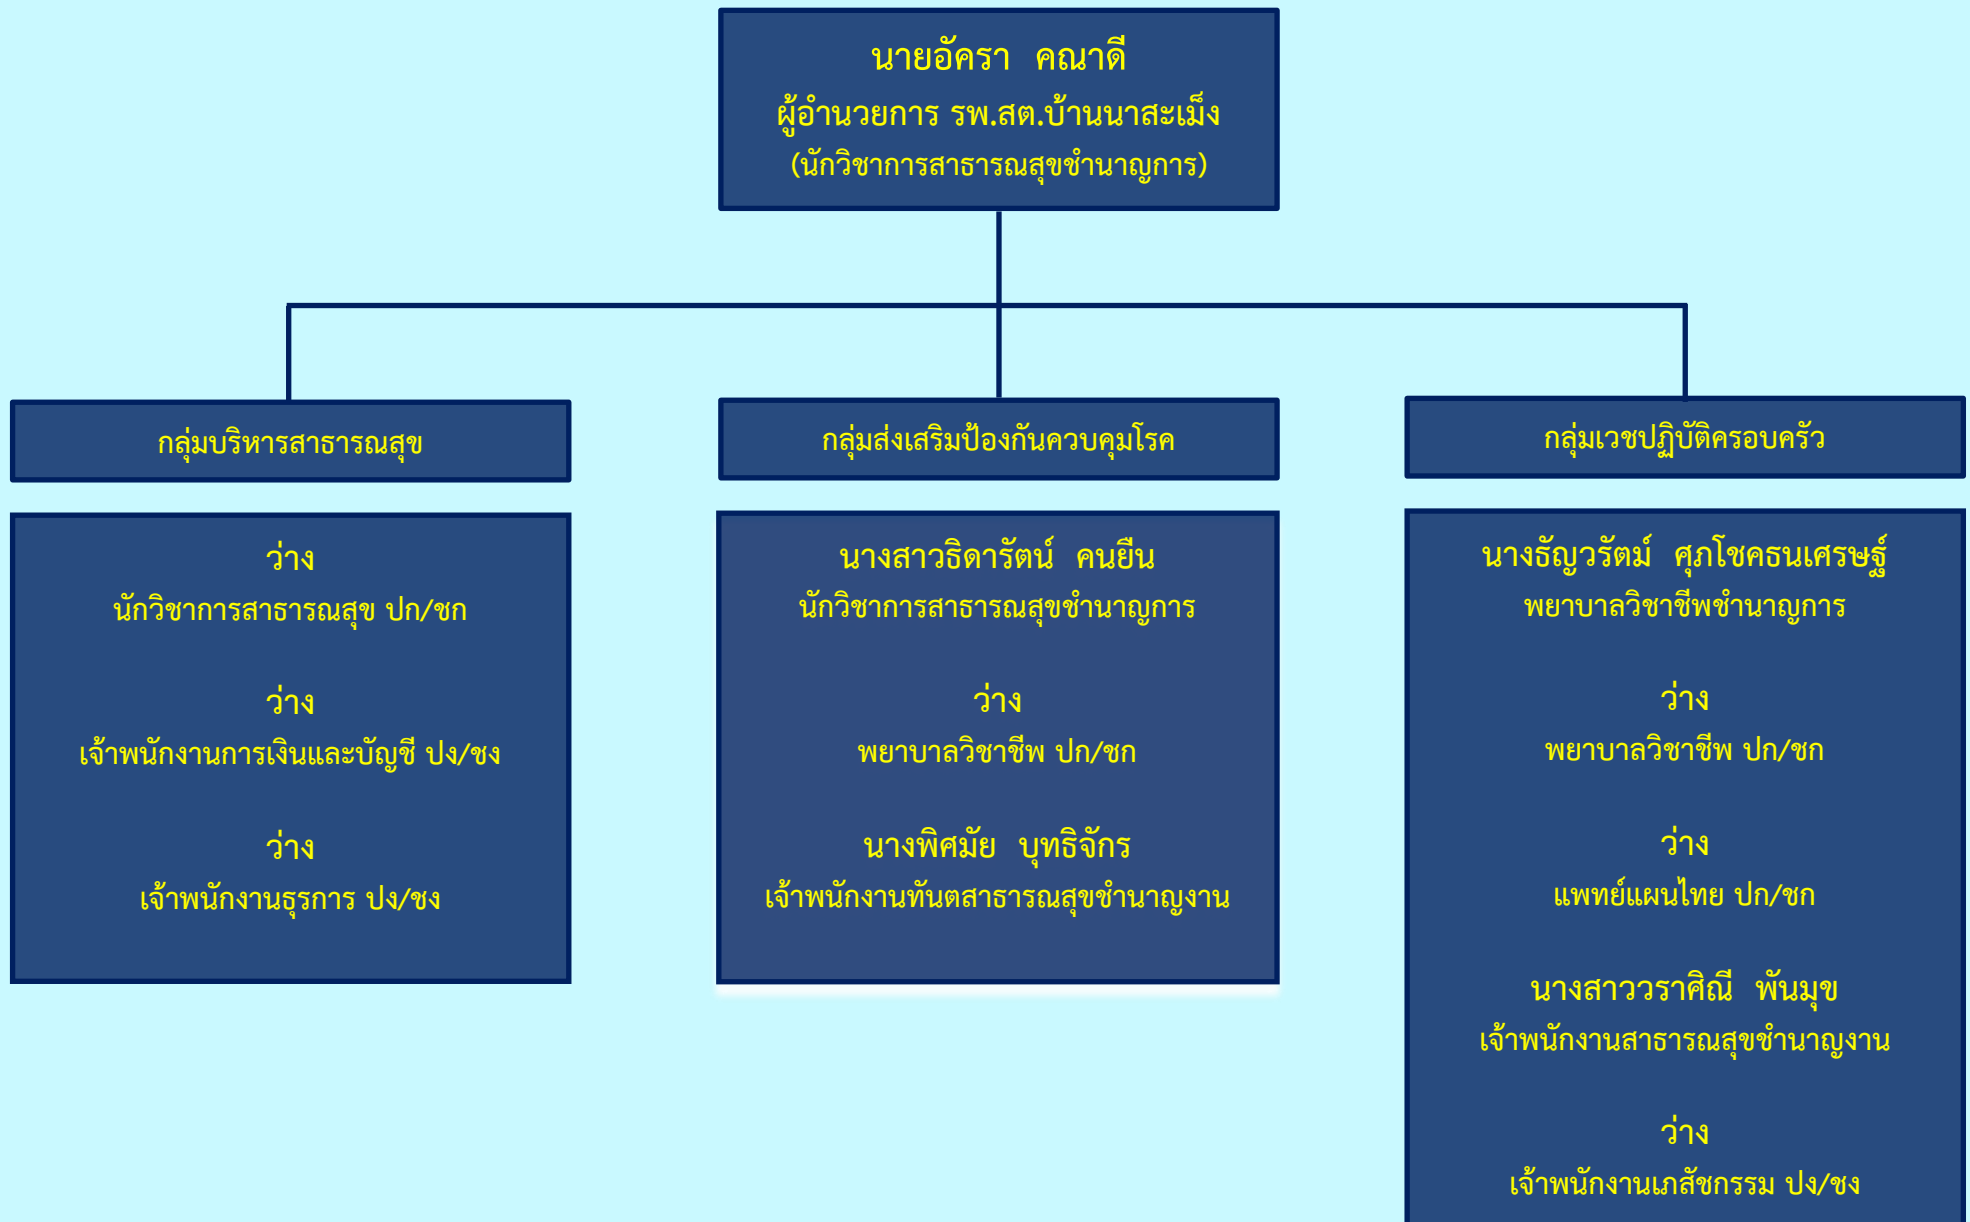 นายอัครา คณาดี
ผู้อำนวยการ รพ.สต.บ้านนาสะเม็ง
(นักวิชาการสาธารณสุขชำนาญการ)
กลุ่มบริหารสาธารณสุข
ว่าง
นักวิชาการสาธารณสุข ปก/ชก
ว่าง
เจ้าพนักงานการเงินและบัญชี ปง/ชง
ว่าง
เจ้าพนักงานธุรการ ปง/ชง
กลุ่มส่งเสริมป้องกันควบคุมโรค
นางสาวธิดารัตน์ คนยืน
นักวิชาการสาธารณสุขชำนาญการ
ว่าง
พยาบาลวิชาชีพ ปก/ชก
นางพิศมัย บุทธิจักร
เจ้าพนักงานทันตสาธารณสุขชำนาญงาน
กลุ่มเวชปฏิบัติครอบครัว
นางธัญวรัตม์ ศุภโชคธนเศรษฐ์
พยาบาลวิชาชีพชำนาญการ
ว่าง
พยาบาลวิชาชีพ ปก/ชก
ว่าง
แพทย์แผนไทย ปก/ชก
นางสาววราศิณี พันมุข
เจ้าพนักงานสาธารณสุขชำนาญงาน
ว่าง
เจ้าพนักงานเภสัชกรรม ปง/ชง